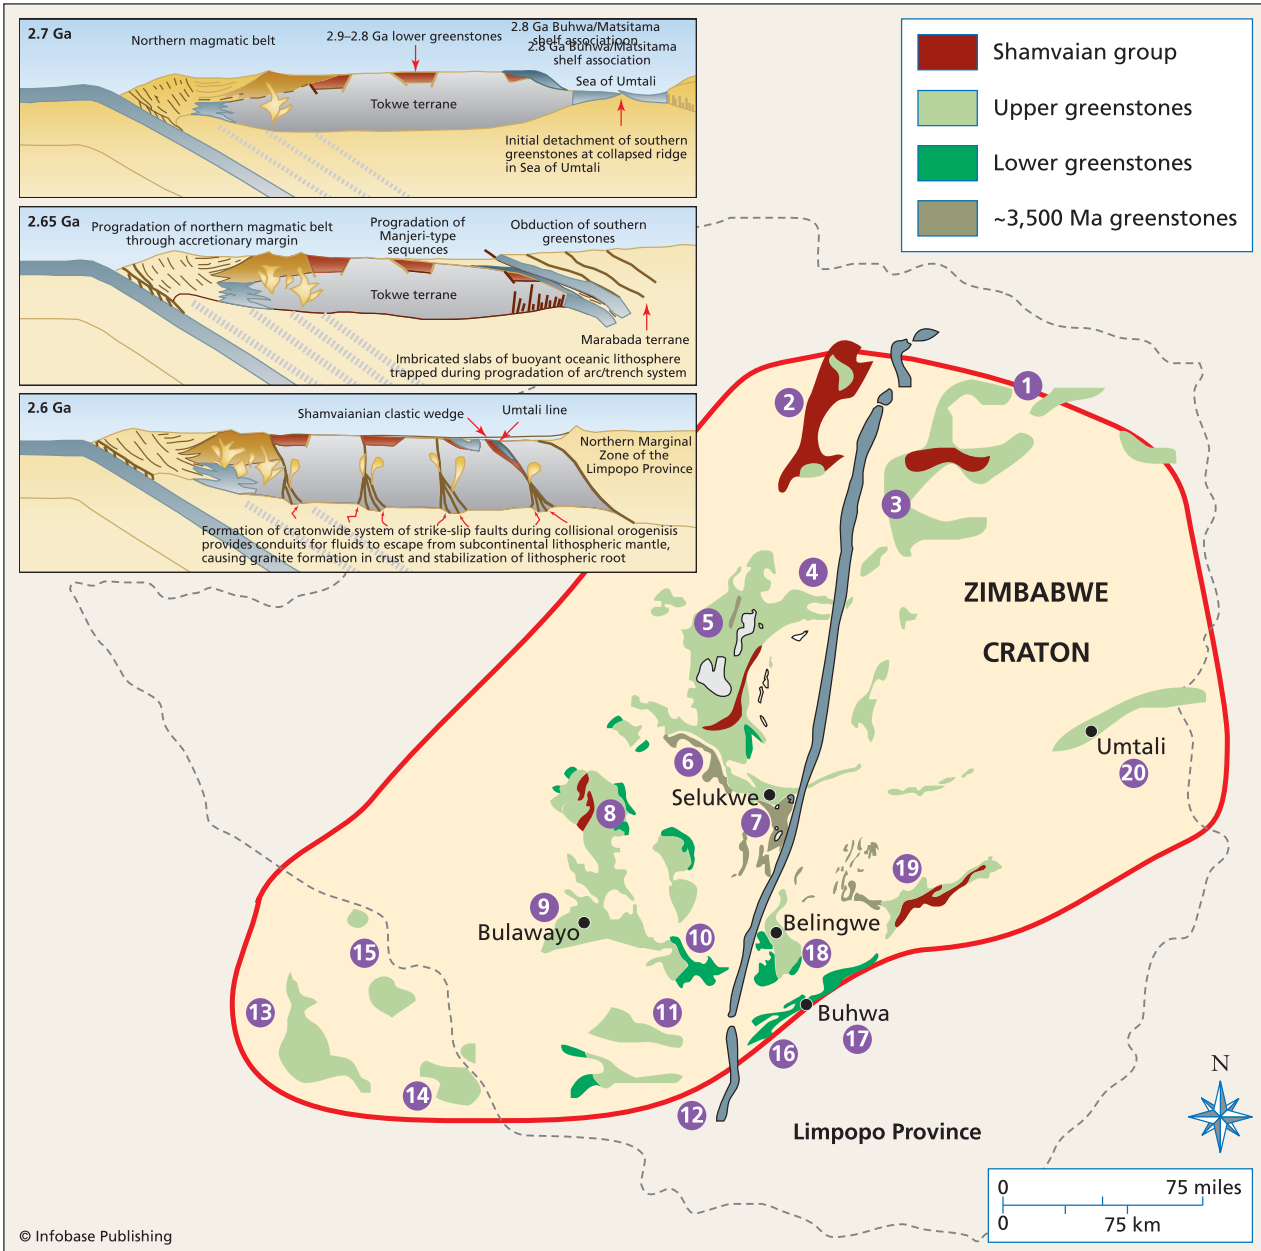 2.7 Ga
Northern magmatic belt
2.9–2.8 Ga lower greenstones
2.8 Ga Buhwa/Matsitama
shelf associatioon
2.8 Ga Buhwa/Matsitama
shelf association
Sea of Umtali
Tokwe terrane
Initial detachment of southern
greenstones at collapsed ridge
in Sea of Umtali
2.65 Ga
Progradation of northern magmatic belt
through accretionary margin
Progradation of
Manjeri-type
sequences
Obduction of southern
greenstones
Tokwe terrane
Marabada terrane
Imbricated slabs of buoyant oceanic lithosphere
trapped during progradation of arc/trench system
2.6 Ga
Shamvaianian clastic wedge
Umtali line
Northern Marginal
Zone of the
Limpopo Province
Formation of cratonwide system of strike-slip faults during collisional orogenisis
provides conduits for fluids to escape from subcontinental lithospheric mantle,
causing granite formation in crust and stabilization of lithospheric root
Shamvaian group
Upper greenstones
Lower greenstones
~3,500 Ma greenstones
1
2
3
4
5
ZIMBABWE
CRATON
6
Selukwe
7
8
Umtali
20
19
9
Bulawayo
10
Belingwe
18
15
13
11
Buhwa
17
16
14
12
Limpopo Province
N
0
75 miles
0
75 km
© Infobase Publishing